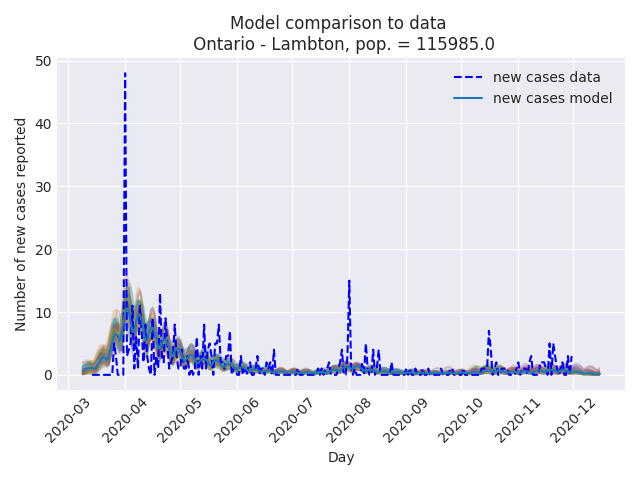 Model comparison to data
Ontario - Lambton, pop. = 115985.0
new cases data
new cases model
Number of new cases reported
50
40
30
20
10
0
2020-03
2020-04
2020-05
2020-06
2020-07
2020-08
2020-09
2020-10
2020-11
2020-12
Day